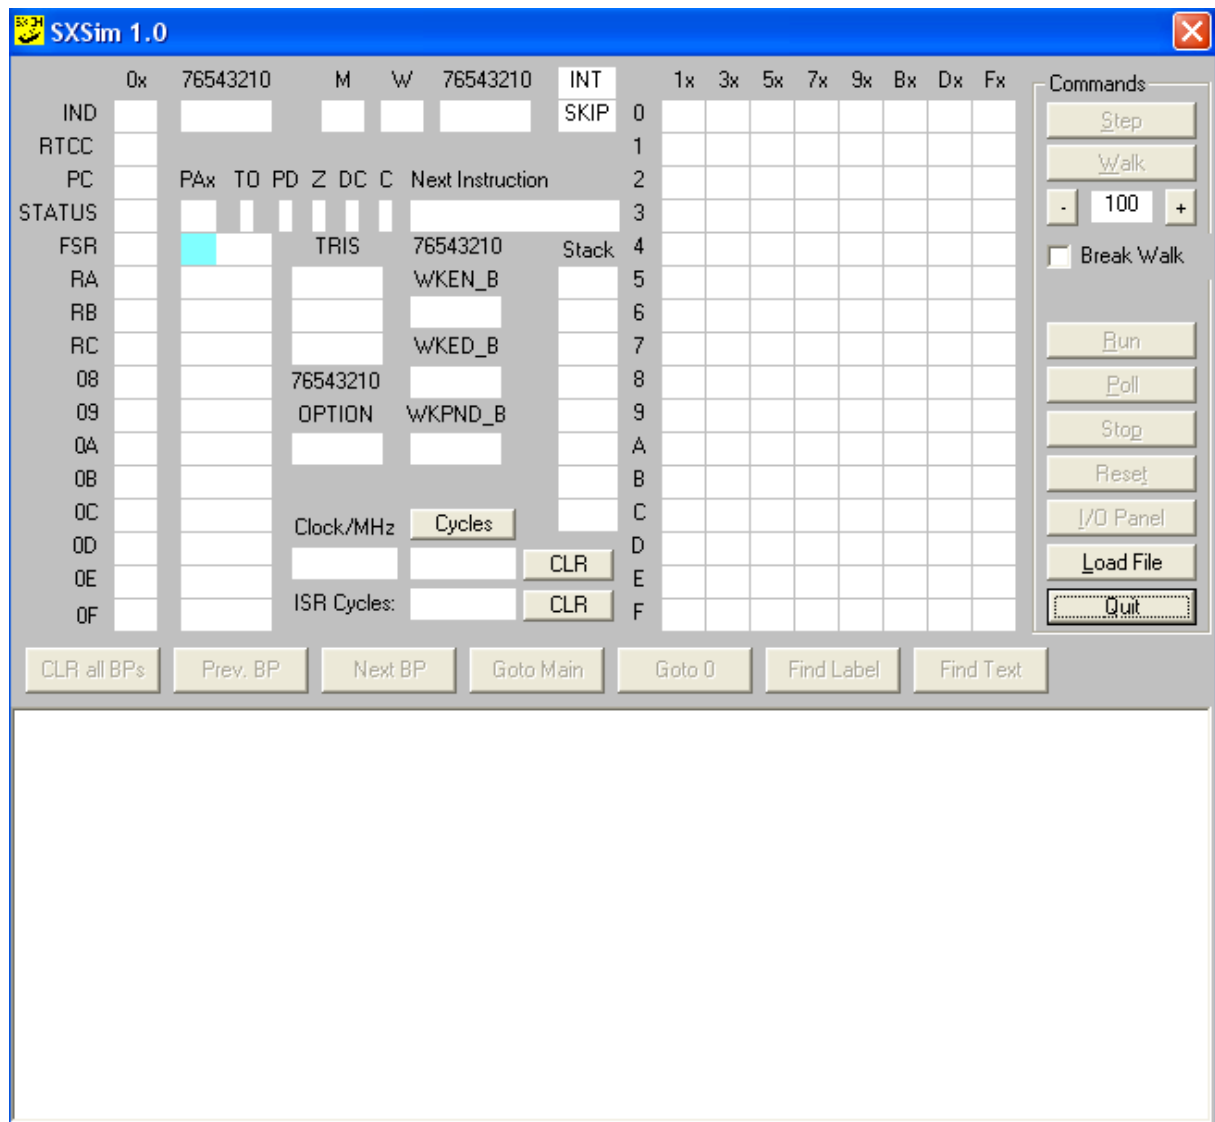 SXSim 1.0
0x 76543210 M W 76543210 INT 1x 3x 5x 7x 9x Bx Dx Fx Commands
IND SKIP 0 Step
RTCC 1
Walk
PC PAx TO PD Z DC C Next Instruction 2
STATUS 3 - 100 +
FSR TRIS 76543210 Stack 4 Break Walk
RA WKEN_B 5
RB 6
RC WKED_B 7 Run
08 76543210 8 Poll
09 OPTION WKPND_B 9
Stop
0A A
0B B Reset
0C Clock/MHz Cycles C I/O Panel
0D D
CLR Load File
0E E
ISR Cycles: CLR Quit
0F F
CLR all BPs Prev. BP Next BP Goto Main Goto 0 Find Label Find Text